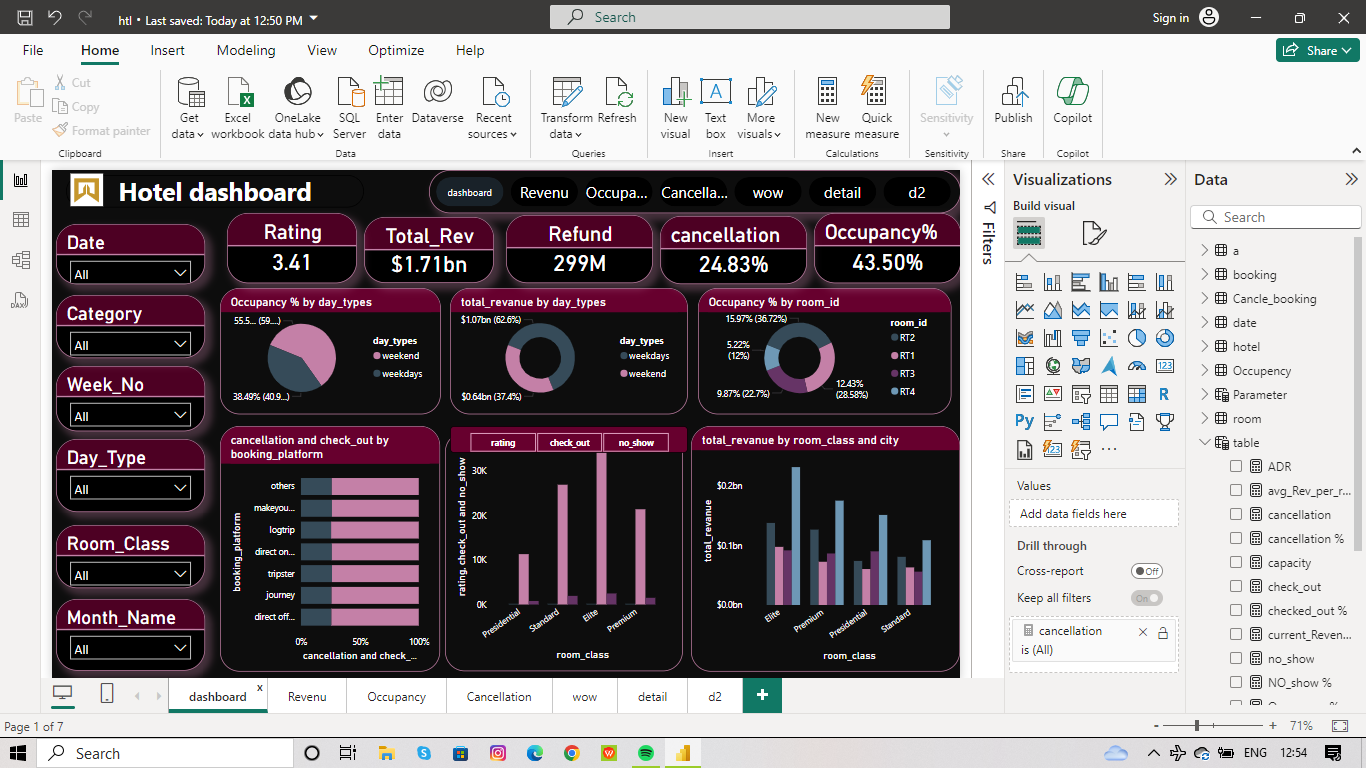 htl • Last saved: Today at 12:50 PM
Search
Sign in
File Home Insert Modeling View Optimize Help
Share
Paste
Cut
Copy
Format painter
Get data
Excel workbook
OneLake data hub
SQL Server
Enter data
Dataverse
Recent sources
Transform data
Refresh
New visual
Text box
More visuals
New measure
Quick measure
Sensitivity
Publish
Copilot
Clipboard
Data
Queries
Insert
Calculations
Sensitivity
Share
Copilot
Hotel dashboard
dashboard Revenu Occupa... Cancella... wow detail d2
Date
All
Category
All
Week_No
All
Day_Type
All
Room_Class
All
Month_Name
All
Rating
3.41
Total_Rev
$1.71bn
Refund
299M
cancellation
24.83%
Occupancy%
43.50%
Occupancy % by day_types
55.5... (59....)
38.49% (40.9...)
day_types
weekend
weekdays
total_revanue by day_types
$1.07bn (62.6%)
$0.64bn (37.4%)
day_types
weekdays
weekend
Occupancy % by room_id
15.97% (36.72%)
5.22%
(12%)
9.87% (22.7%)
12.43%
(28.58%)
room_id
RT2
RT1
RT3
RT4
cancellation and check_out by
booking_platform
booking_platform
others
makeyou...
logtrip
direct on...
tripster
journey
direct off...
0% 50% 100%
cancellation and check_...
rating check_out no_show
rating, check_out and no_show
30K
20K
10K
0K
Presidential
Standard
Elite
Premium
room_class
total_revanue by room_class and city
total_revanue
$0.2bn
$0.1bn
$0.0bn
Elite
Premium
Presidential
Standard
room_class
Filters
Visualizations
Build visual
123
R
Py
123
Values
Add data fields here
Drill through
Cross-report
Off
Keep all filters
On
cancellation
is (All)
Data
Search
a
booking
Cancle_booking
date
hotel
Occupancy
Parameter
room
table
ADR
avg_Rev_per_r...
cancellation
cancellation %
capacity
check_out
checked_out %
current_Reven...
no_show
NO_show %
dashboard x
Revenu
Occupancy
Cancellation
wow
detail
d2
+
Page 1 of 7
- + 71%
Search
ENG 12:54